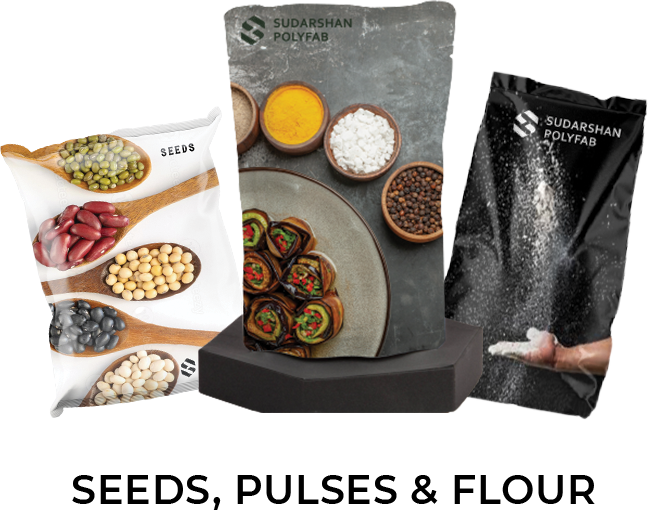 SUDARSHAN
POLYFAB
SEEDS
SUDARSHAN
POLYFAB
SEEDS, PULSES & FLOUR